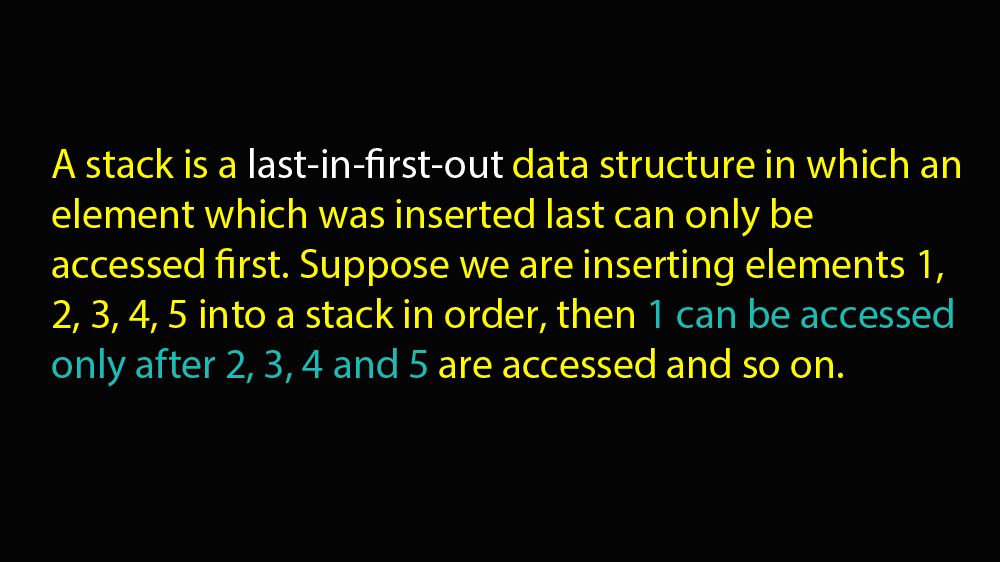 A stack is a last-in-first-out data structure in which an
element which was inserted last can only be
accessed first. Suppose we are inserting elements 1,
2, 3, 4, 5 into a stack in order, then 1 can be accessed
only after 2, 3, 4 and 5 are accessed and so on.